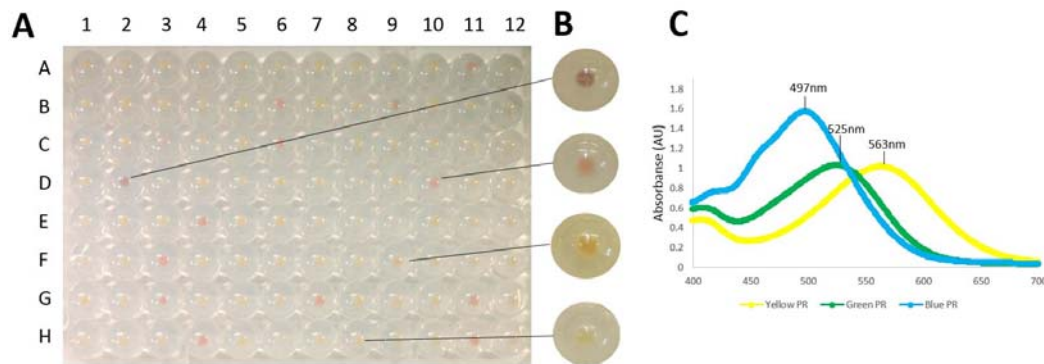 A
1 2 3 4 5 6 7 8 9 10 11 12
A
B
C
D
E
F
G
H
B
C
Absorbanse (AU)
1.8
1.6
1.4
1.2
1
0.8
0.6
0.4
0.2
0
497nm
525nm
563nm
400 450 500 550 600 650 700
Yellow PR Green PR Blue PR